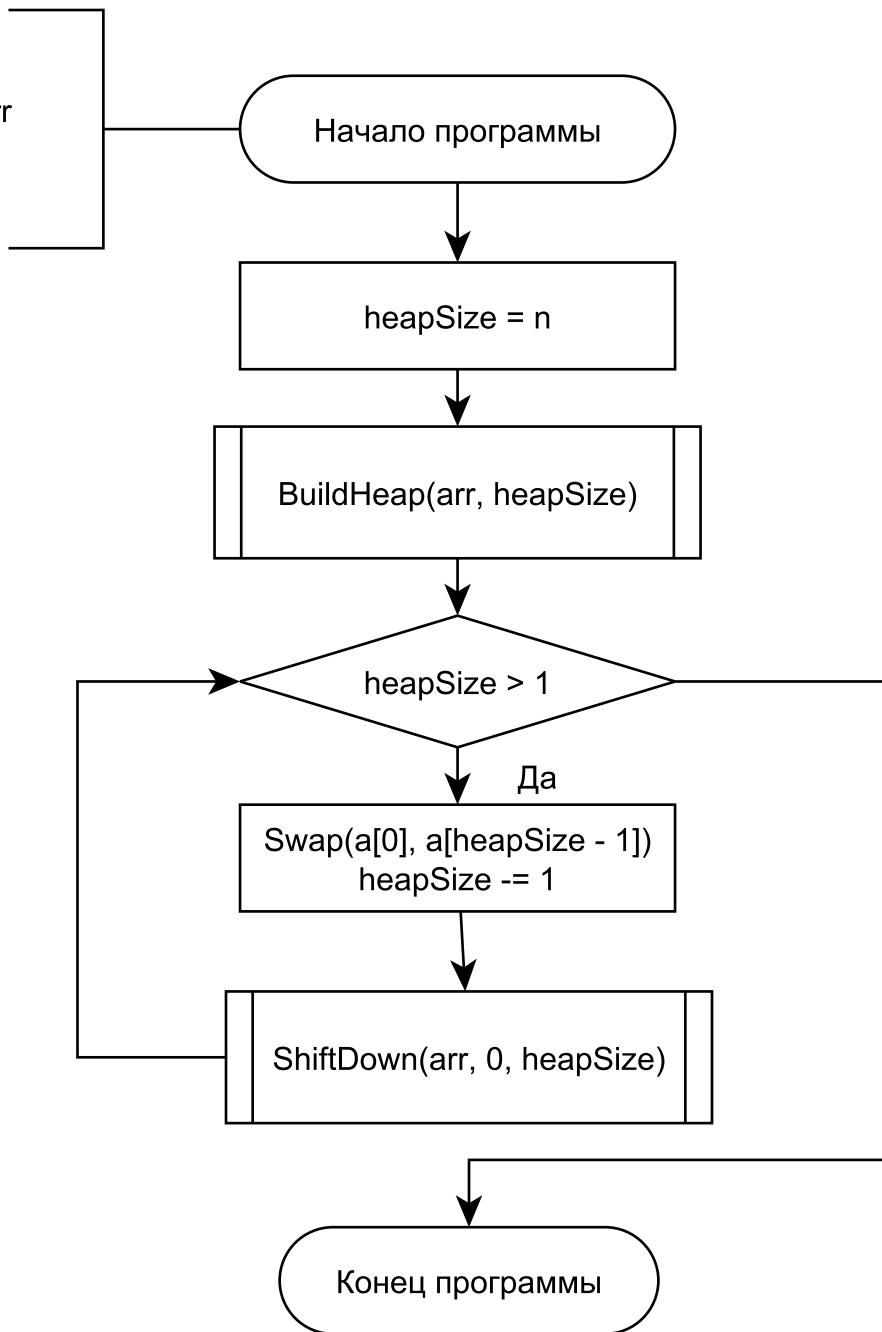 Начало программы
heapSize = n
BuildHeap(arr, heapSize)
heapSize > 1
Да
Swap(a[0], a[heapSize - 1])
heapSize -= 1
ShiftDown(arr, 0, heapSize)
Конец программы